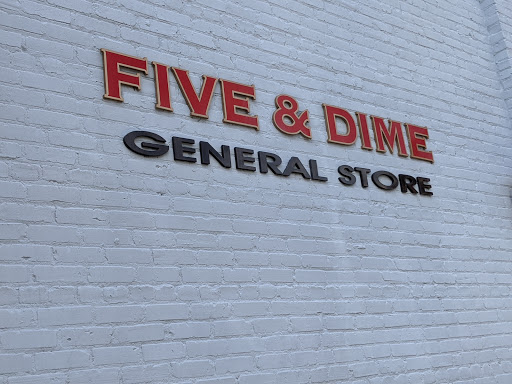 FIVE & DIME
GENERAL STORE